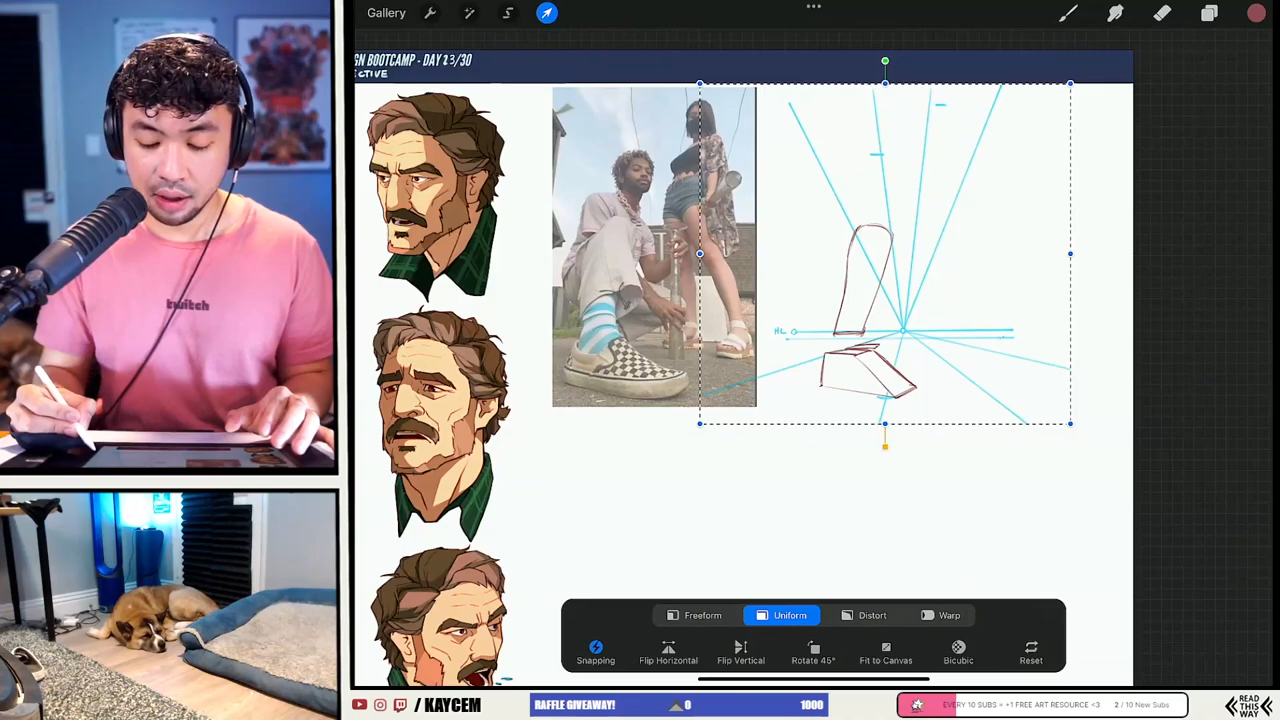 Gallery
GN BOOTCAMP - DAY 23/30
ECTIVE
twitch
HL
Freeform
Uniform
Distort
Warp
Snapping
Flip Horizontal
Flip Vertical
Rotate 45°
Fit to Canvas
Bicubic
Reset
/ KAYCEM
RAFFLE GIVEAWAY!
0
1000
EVERY 10 SUBS = +1 FREE ART RESOURCE <3
2 / 10 New Subs
READ
THIS
WAY